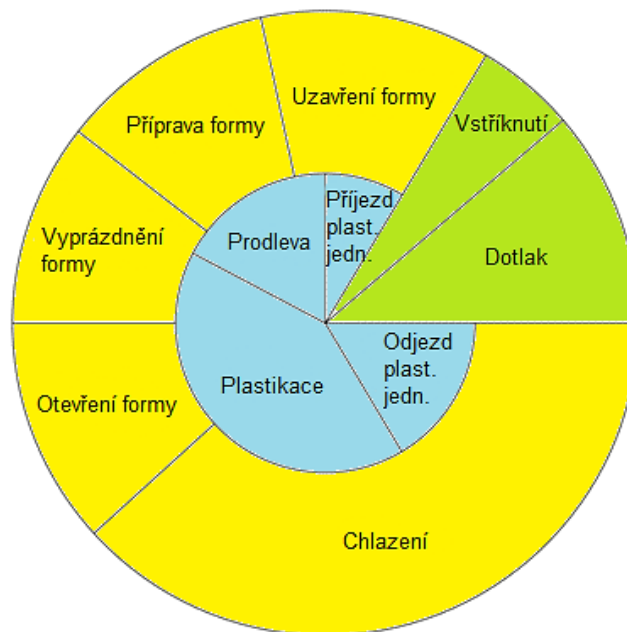 Uzavření formy
Příprava formy
Vstříknutí
Příjezd
plast.
jedn.
Prodleva
Vyprázdnění
formy
Dotlak
Odjezd
plast.
jedn.
Plastikace
Otevření formy
Chlazení